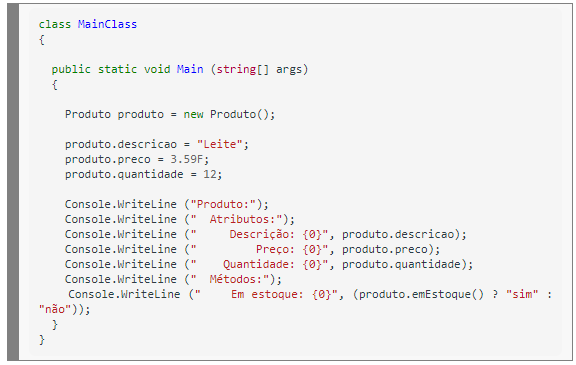 class MainClass
{
  public static void Main (string[] args)
  {
    Produto produto = new Produto();
    produto.descricao = "Leite";
    produto.preco = 3.59F;
    produto.quantidade = 12;
    Console.WriteLine ("Produto:");
    Console.WriteLine ("  Atributos:");
    Console.WriteLine ("     Descrição: {0}", produto.descricao);
    Console.WriteLine ("         Preço: {0}", produto.preco);
    Console.WriteLine ("    Quantidade: {0}", produto.quantidade);
    Console.WriteLine ("  Métodos:");
    Console.WriteLine ("    Em estoque: {0}", (produto.emEstoque() ? "sim" :
"não"));
  }
}